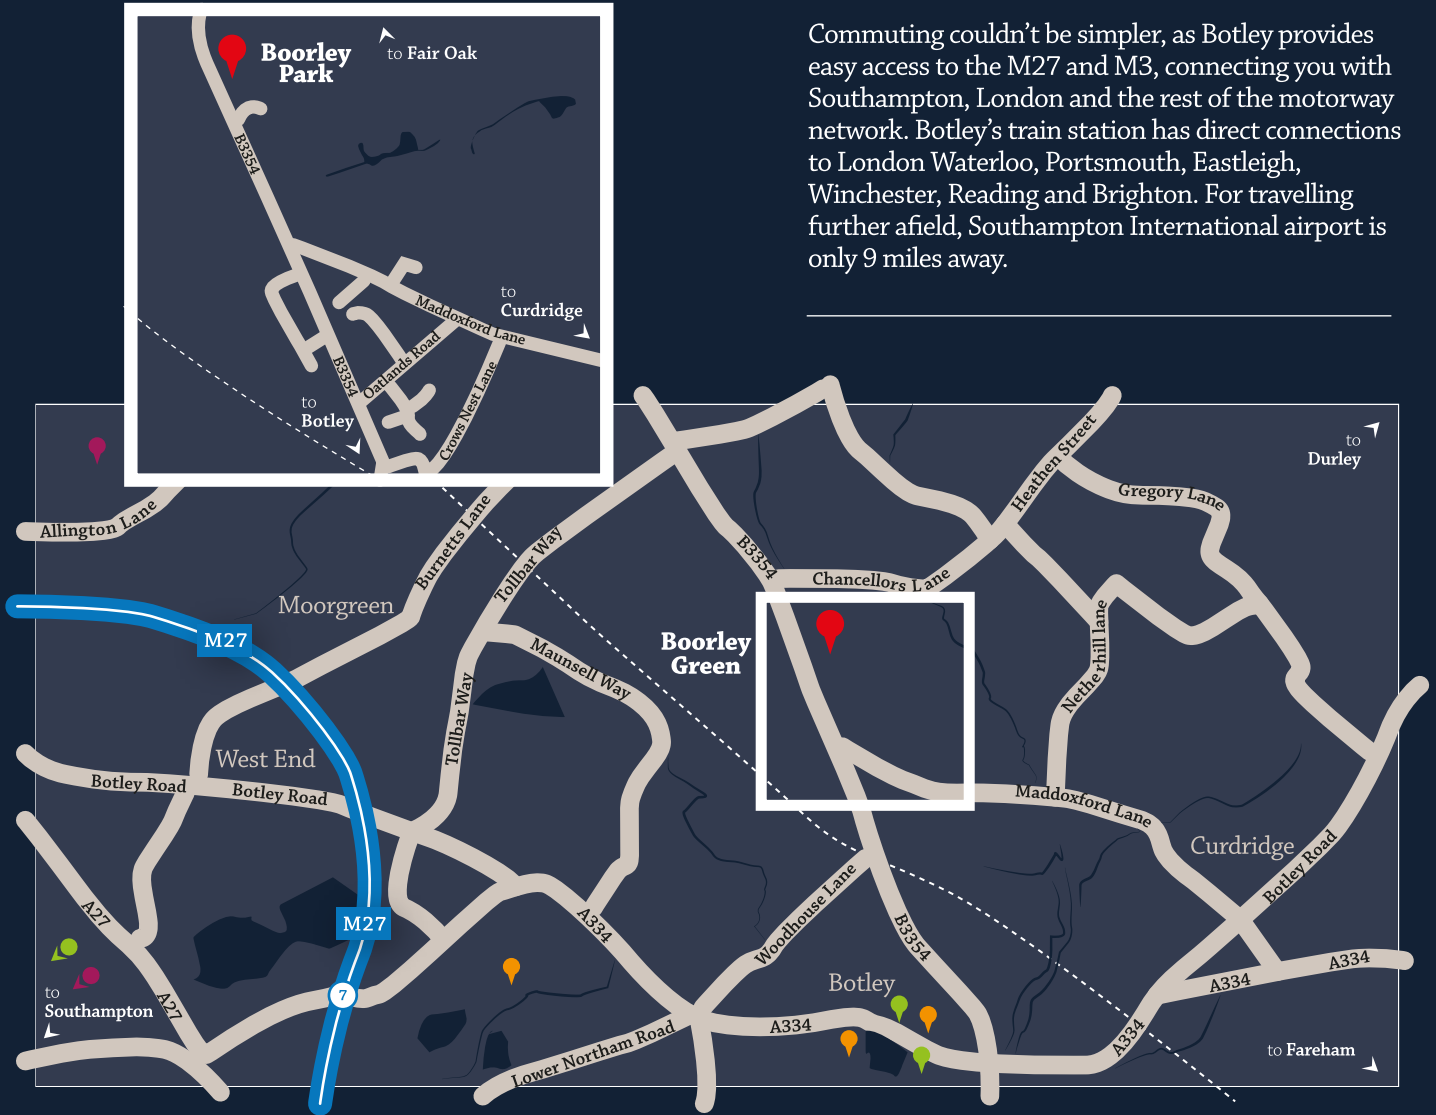 Boorley
Park
to Fair Oak
B3354
to
Curdridge
Maddoxford Lane
Oatlands Road
B3354
Crows Nest Lane
to
Botley
Commuting couldn't be simpler, as Botley provides
easy access to the M27 and M3, connecting you with
Southampton, London and the rest of the motorway
network. Botley's train station has direct connections
to London Waterloo, Portsmouth, Eastleigh,
Winchester, Reading and Brighton. For travelling
further afield, Southampton International airport is
only 9 miles away.
to
Durley
Heathen Street
Gregory Lane
Allington Lane
Burnetts Lane
Tollbar Way
B3354
Chancellors Lane
Moorgreen
M27
Boorley
Green
Maunsell Way
Netherhill lane
Tollbar Way
West End
Botley Road
Botley Road
Maddoxford Lane
Curdridge
Botley Road
A27
M27
A334
Woodhouse Lane
B3354
A334
A334
Botley
to
Southampton
A27
7
A334
Lower Northam Road
A334
to Fareham